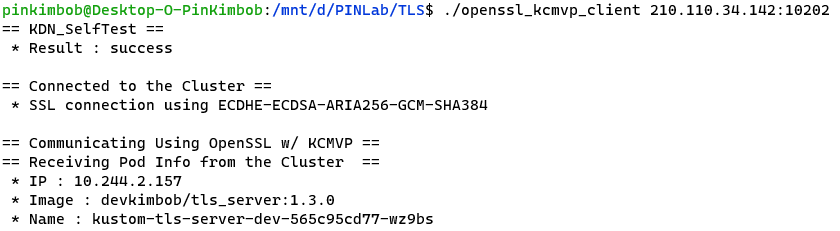 pinkimbob@Desktop-O-PinKimbob:/mnt/d/PINLab/TLS$ ./openssl_kcmvp_client 210.110.34.142:10202
== KDN_SelfTest ==
 * Result : success

== Connected to the Cluster ==
 * SSL connection using ECDHE-ECDSA-ARIA256-GCM-SHA384

== Communicating Using OpenSSL w/ KCMVP ==
== Receiving Pod Info from the Cluster  ==
 * IP : 10.244.2.157
 * Image : devkimbob/tls_server:1.3.0
 * Name : kustom-tls-server-dev-565c95cd77-wz9bs